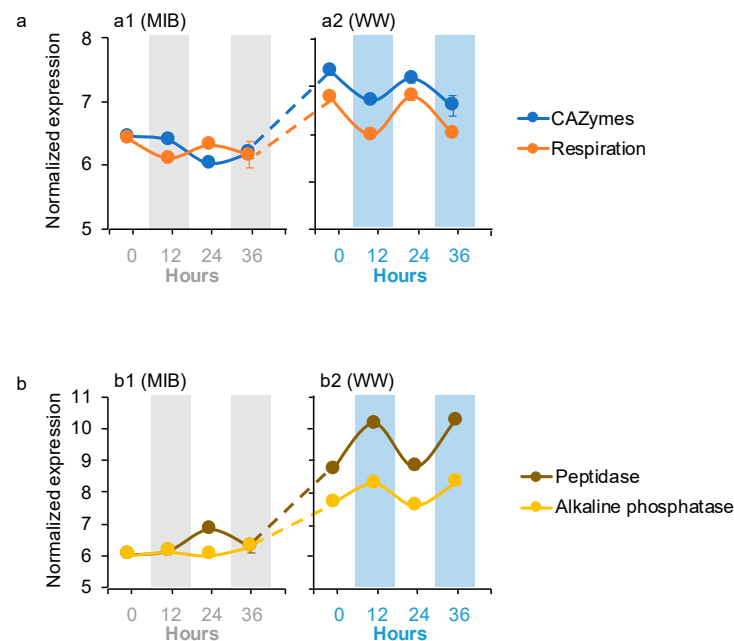 a
a1 (MIB)
a2 (WW)
Normalized expression
8
7
6
5
0 12 24 36
Hours
0 12 24 36
Hours
CAZymes
Respiration
b
b1 (MIB)
b2 (WW)
Normalized expression
11
10
9
8
7
6
5
0 12 24 36
Hours
0 12 24 36
Hours
Peptidase
Alkaline phosphatase